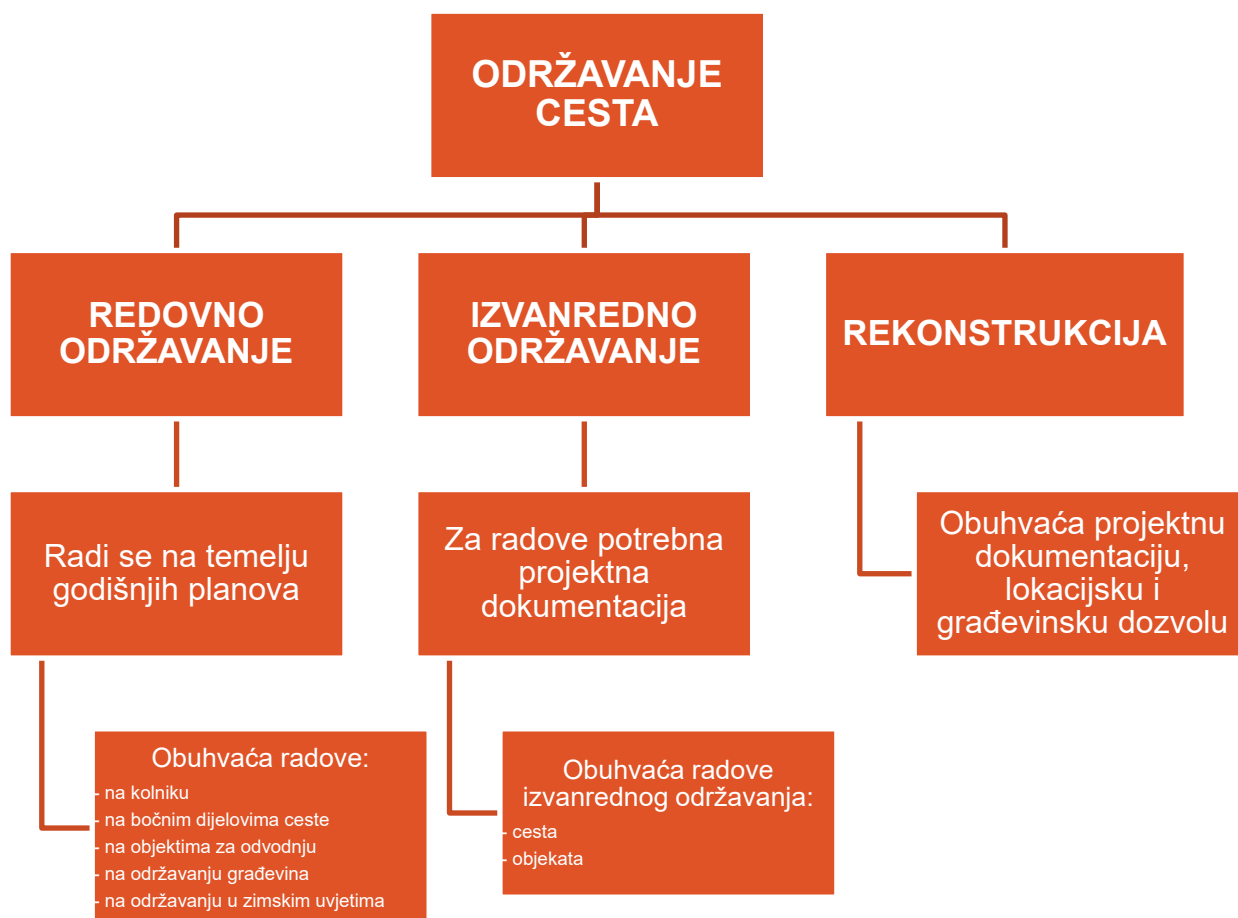 ODRŽAVANJE
CESTA
REDOVNO
ODRŽAVANJE
IZVANREDNO
ODRŽAVANJE
REKONSTRUKCIJA
Radi se na temelju
godišnjih planova
Za radove potrebna
projektna
dokumentacija
Obuhvaća projektnu
dokumentaciju,
lokacijsku i
građevinsku dozvolu
Obuhvaća radove:
- na kolniku
- na bočnim dijelovima ceste
- na objektima za odvodnju
- na održavanju građevina
- na održavanju u zimskim uvjetima
Obuhvaća radove
izvanrednog održavanja:
- cesta
- objekata